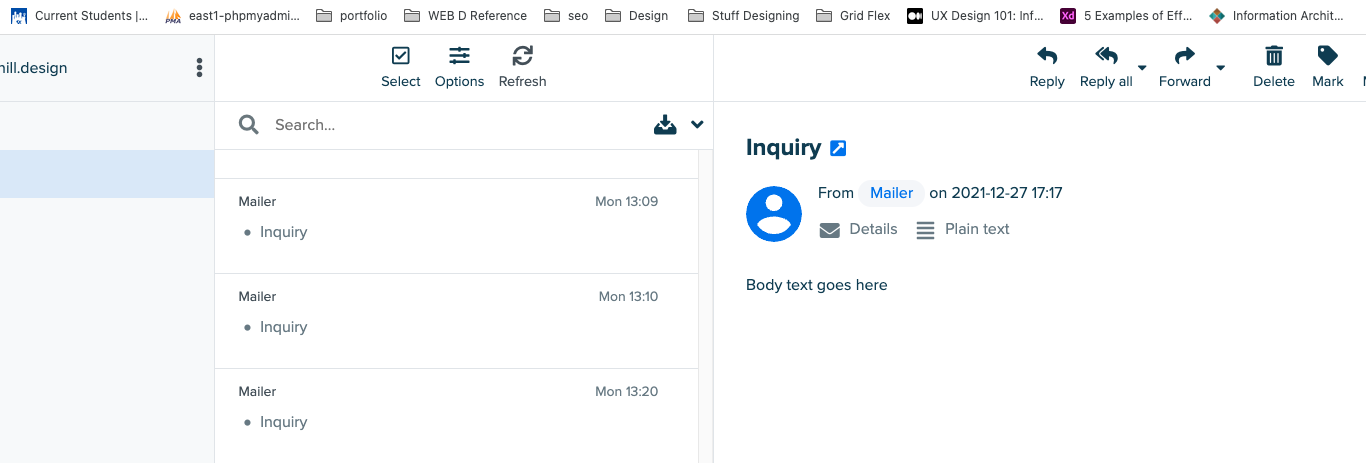 Current Students |...
PMA
east1-phpmyadmi...
portfolio
WEB D Reference
seo
Design
Stuff Designing
Grid Flex
UX Design 101: Inf...
Xd
5 Examples of Eff...
Information Archit...
hill.design
Select
Options
Refresh
Reply
Reply all
Forward
Delete
Mark
Search...
Mailer
Mon 13:09
• Inquiry
Mailer
Mon 13:10
• Inquiry
Mailer
Mon 13:20
• Inquiry
Inquiry
From Mailer on 2021-12-27 17:17
Details
Plain text
Body text goes here